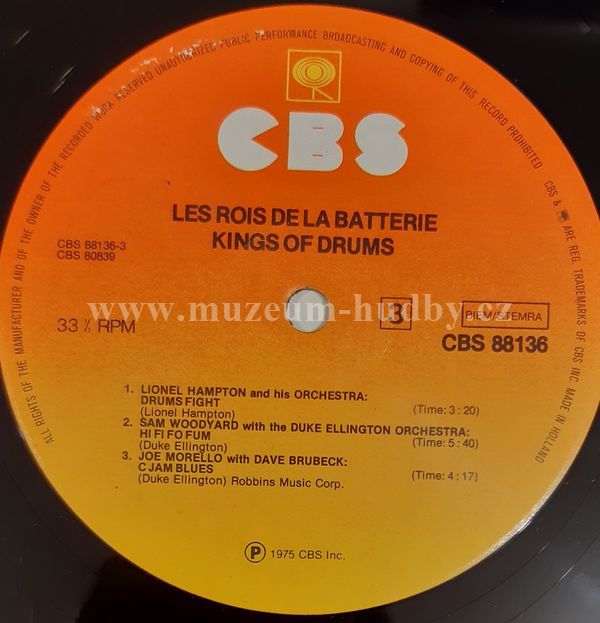 ALL RIGHTS OF THE MANUFACTURER AND OF THE OWNER OF THE RECORDED WORK RESERVED UNAUTHORIZED PUBLIC PERFORMANCE BROADCASTING AND COPYING OF THIS RECORD PROHIBITED
CBS & ARE REG. TRADEMARKS OF CBS INC. MADE IN HOLLAND
CBS
LES ROIS DE LA BATTERIE
KINGS OF DRUMS
CBS 88136-3
CBS 80839
www.muzeum-hudby.cz
33 ⅓ RPM
3
BIEM/STEMRA
CBS 88136
1. LIONEL HAMPTON and his ORCHESTRA:
DRUMS FIGHT
(Lionel Hampton) (Time: 3:20)
2. SAM WOODYARD with the DUKE ELLINGTON ORCHESTRA:
HI FI FO FUM
(Duke Ellington) (Time: 5:40)
3. JOE MORELLO with DAVE BRUBECK:
C JAM BLUES
(Duke Ellington) Robbins Music Corp. (Time: 4:17)
℗ 1975 CBS Inc.